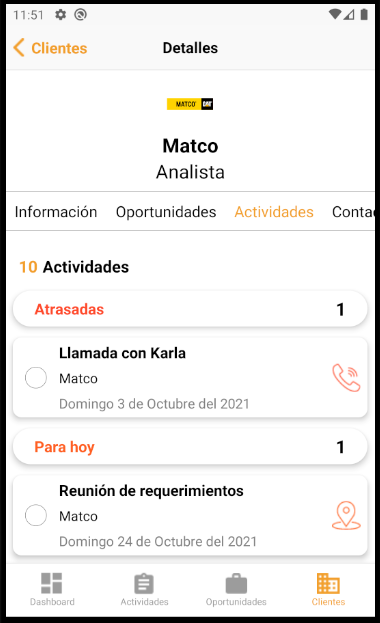 11:51
Clientes
Detalles
MATCO CAT
Matco
Analista
Información Oportunidades Actividades Contac
10 Actividades
Atrasadas 1
Llamada con Karla
Matco
Domingo 3 de Octubre del 2021
Para hoy 1
Reunión de requerimientos
Matco
Domingo 24 de Octubre del 2021
Dashboard Actividades Oportunidades Clientes